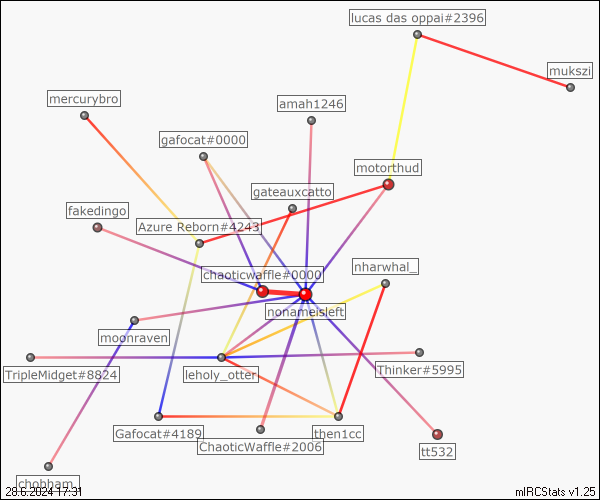 lucas das oppai#2396
mukszi
mercurybro
amah1246
gafocat#0000
motorthud
gateauxcatto
fakedingo
Azure Reborn#4243
nharwhal_
chaoticwaffle#0000
nonamesleft
moonraven
TripleMidget#8824
leholy_otter
Thinker#5995
Gafocat#4189
then1cc
ChaoticWaffle#2006
tt532
chobham_
28.6.2024 17:31
mIRCStats v1.25